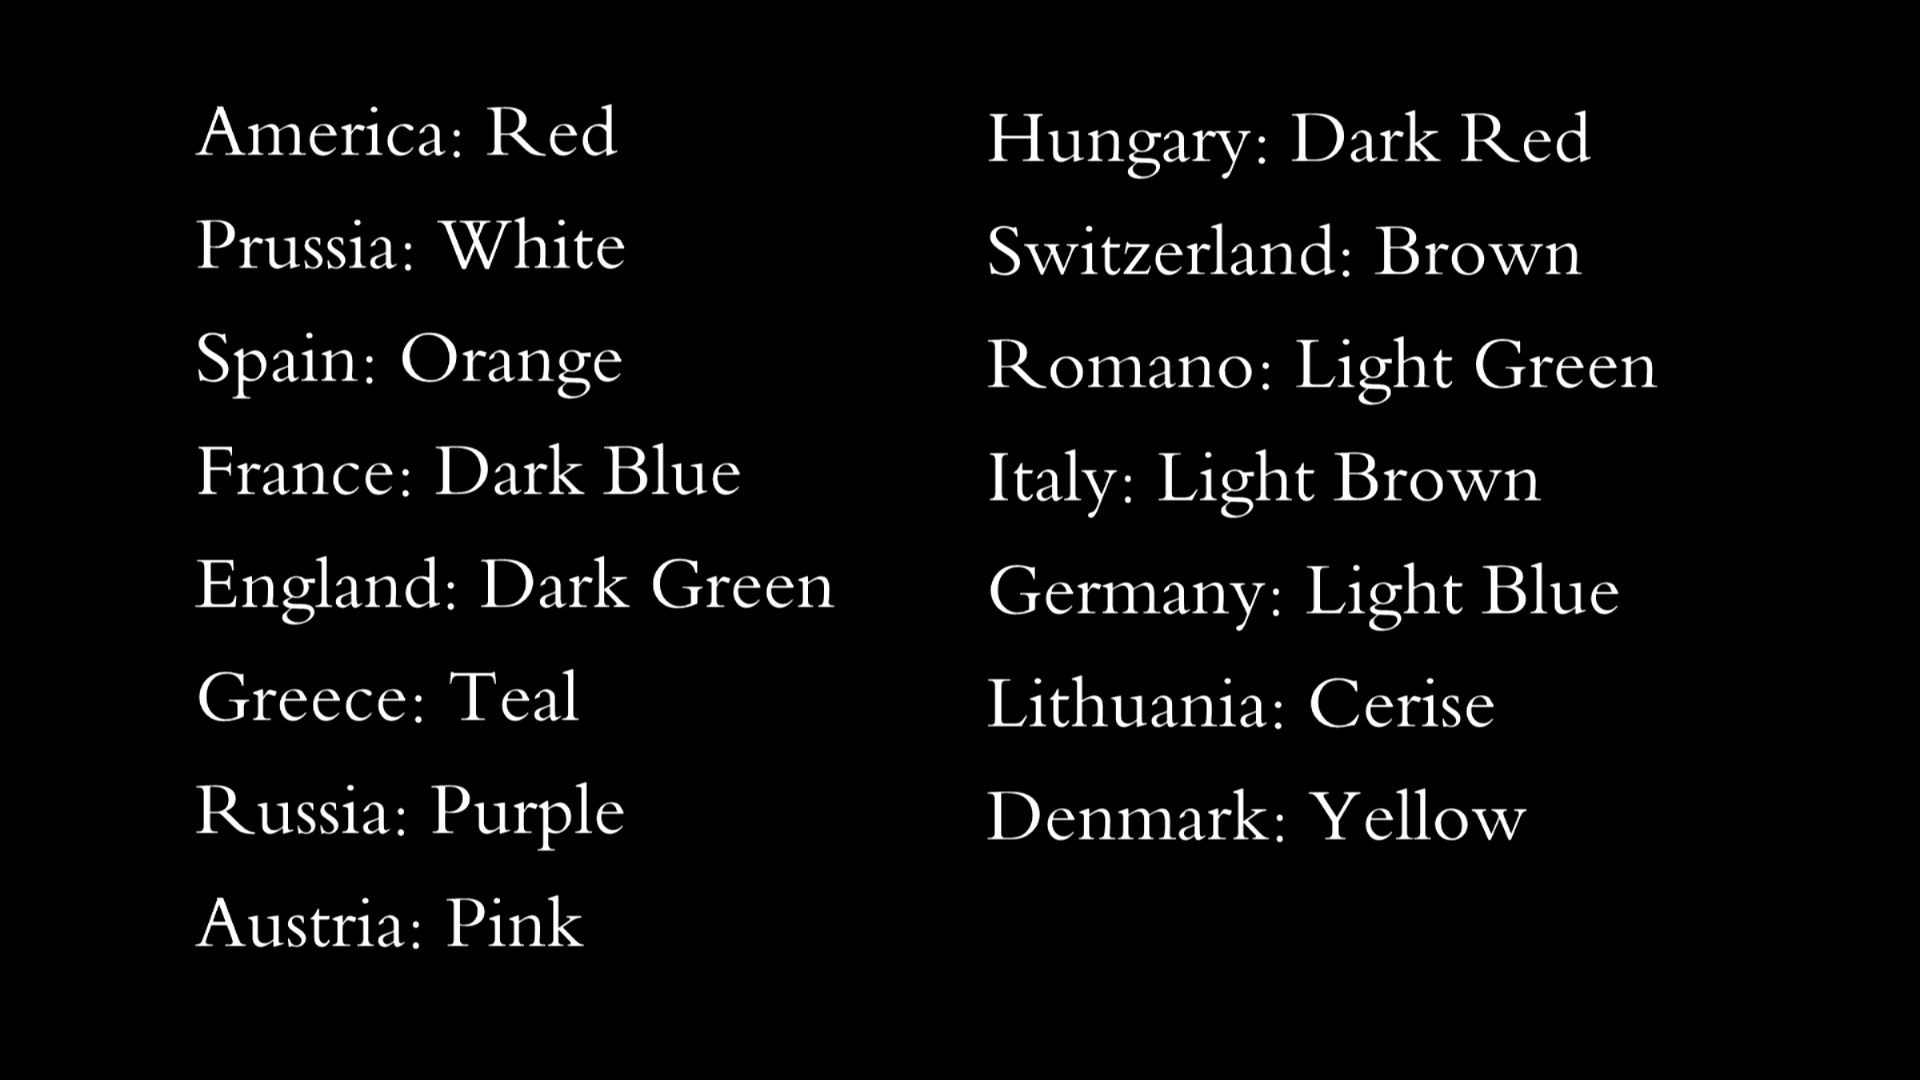 America: Red
Prussia: White
Spain: Orange
France: Dark Blue
England: Dark Green
Greece: Teal
Russia: Purple
Austria: Pink
Hungary: Dark Red
Switzerland: Brown
Romano: Light Green
Italy: Light Brown
Germany: Light Blue
Lithuania: Cerise
Denmark: Yellow